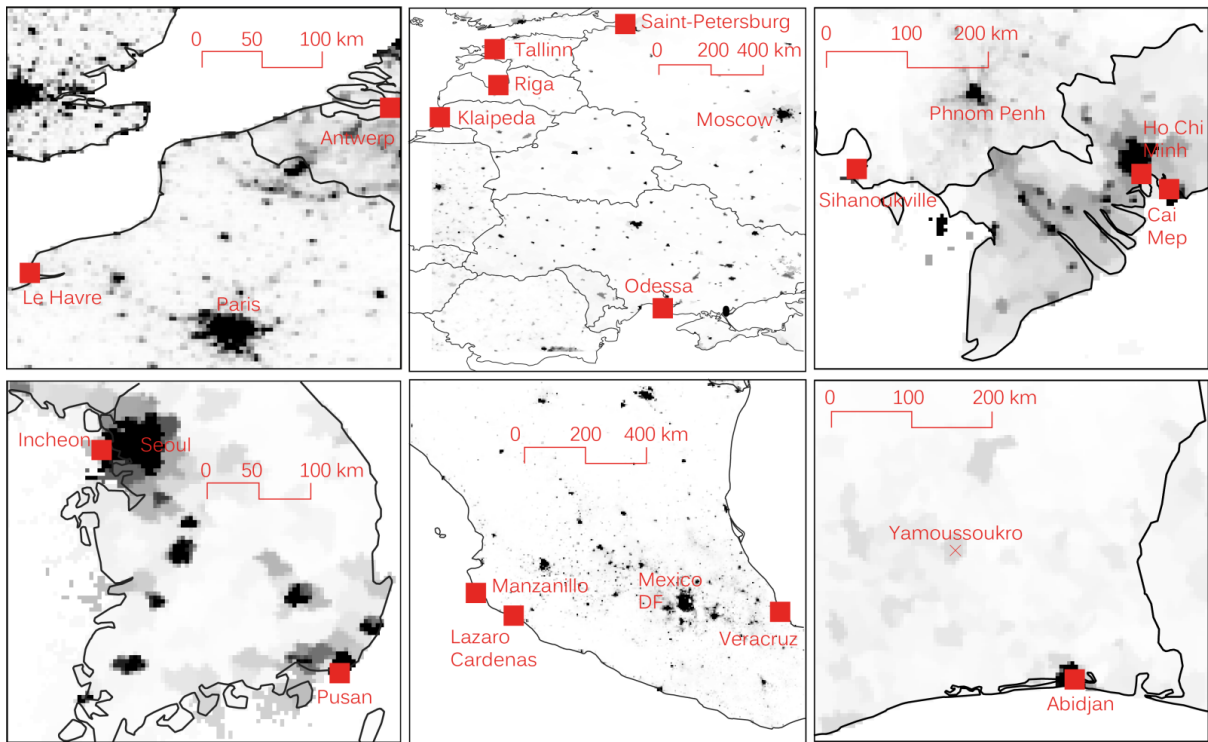 0 50 100 km
Antwerp
Le Havre
Paris
Saint-Petersburg
Tallinn
0 200 400 km
Riga
Klaipeda
Moscow
Odessa
0 200 km
Phnom Penh
Ho Chi
Minh
Sihanoukville
Cai
Mep
Incheon
Seoul
0 50 100 km
Pusan
0 200 400 km
Manzanillo
Mexico
DF
Lazaro
Cardenas
Veracruz
0 100 200 km
Yamoussoukro
Abidjan